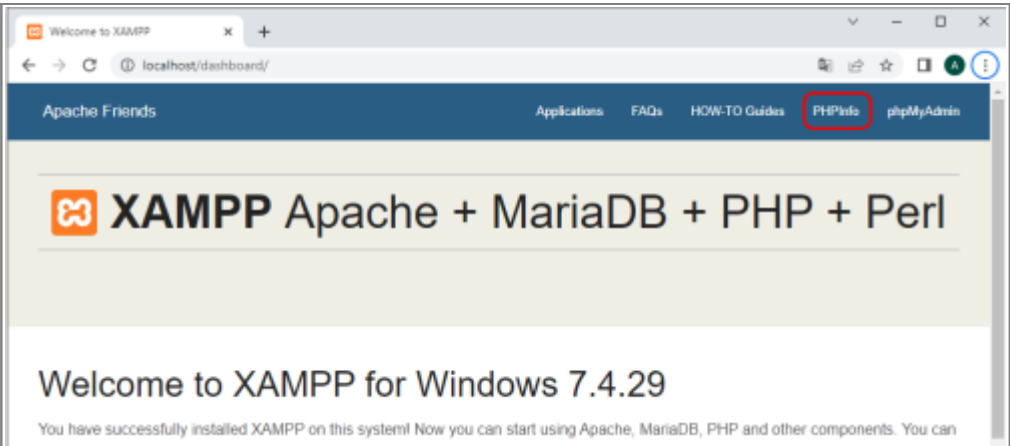 Welcome to XAMPP
localhost/dashboard/
A
Apache Friends Applications FAQs HOW-TO Guides PHPInfo phpMyAdmin
XAMPP Apache + MariaDB + PHP + Perl
Welcome to XAMPP for Windows 7.4.29
You have successfully installed XAMPP on this system! Now you can start using Apache, MariaDB, PHP and other components. You can